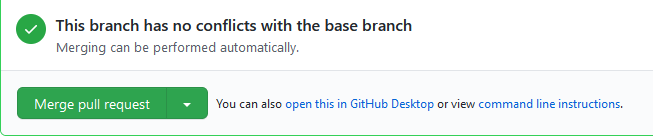 This branch has no conflicts with the base branch
Merging can be performed automatically.
Merge pull request You can also open this in GitHub Desktop or view command line instructions.